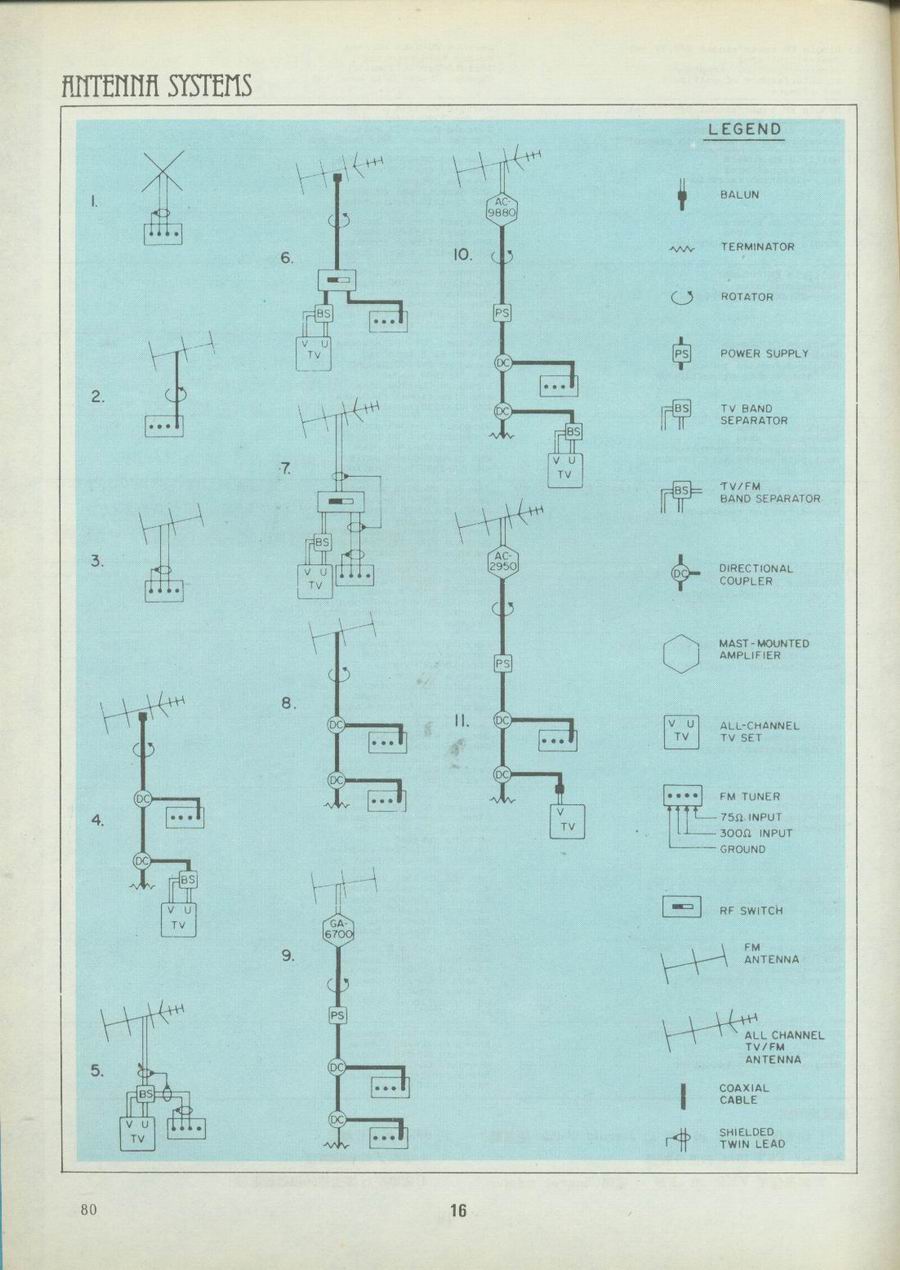 ANTENNA SYSTEMS
1.
2.
3.
4.
DC
DC
BS
V U
TV
5.
BS
V U
TV
6.
BS
V U
TV
7.
BS
V U
TV
8.
DC
DC
9.
GA-
6700
PS
DC
DC
10.
AC-
9880
PS
DC
DC
BS
V U
TV
11.
AC-
2950
PS
DC
DC
V
TV
LEGEND
BALUN
TERMINATOR
ROTATOR
PS POWER SUPPLY
BS TV BAND
SEPARATOR
BS TV/FM
BAND SEPARATOR
DC DIRECTIONAL
COUPLER
MAST-MOUNTED
AMPLIFIER
V U ALL-CHANNEL
TV TV SET
FM TUNER
75Ω INPUT
300Ω INPUT
GROUND
RF SWITCH
FM
ANTENNA
ALL CHANNEL
TV/FM
ANTENNA
COAXIAL
CABLE
SHIELDED
TWIN LEAD
80
16